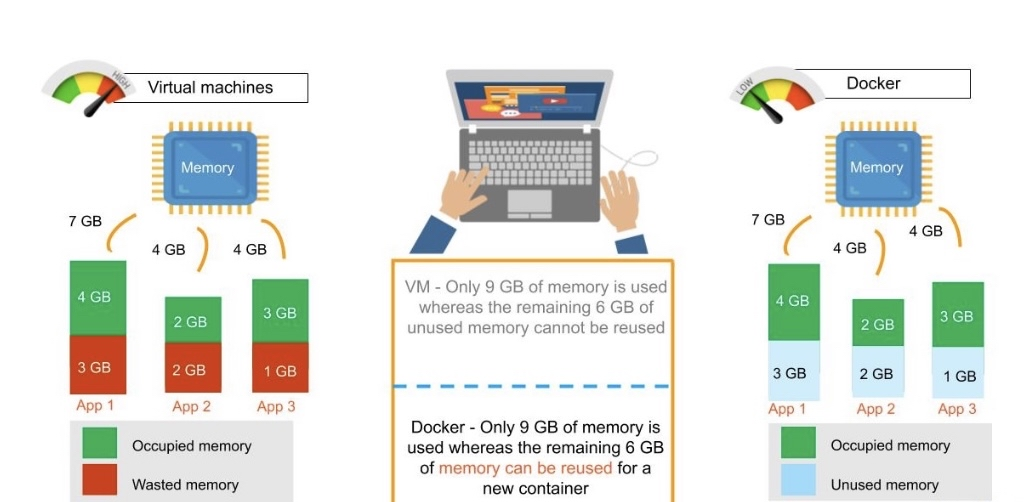 HIGH
Virtual machines
Memory
7 GB
4 GB
4 GB
4 GB
3 GB
2 GB
2 GB
3 GB
1 GB
App 1
App 2
App 3
Occupied memory
Wasted memory
VM - Only 9 GB of memory is used
whereas the remaining 6 GB of
unused memory cannot be reused
Docker - Only 9 GB of memory is
used whereas the remaining 6 GB
of memory can be reused for a
new container
LOW
Docker
Memory
7 GB
4 GB
4 GB
4 GB
3 GB
2 GB
2 GB
3 GB
1 GB
App 1
App 2
App 3
Occupied memory
Unused memory